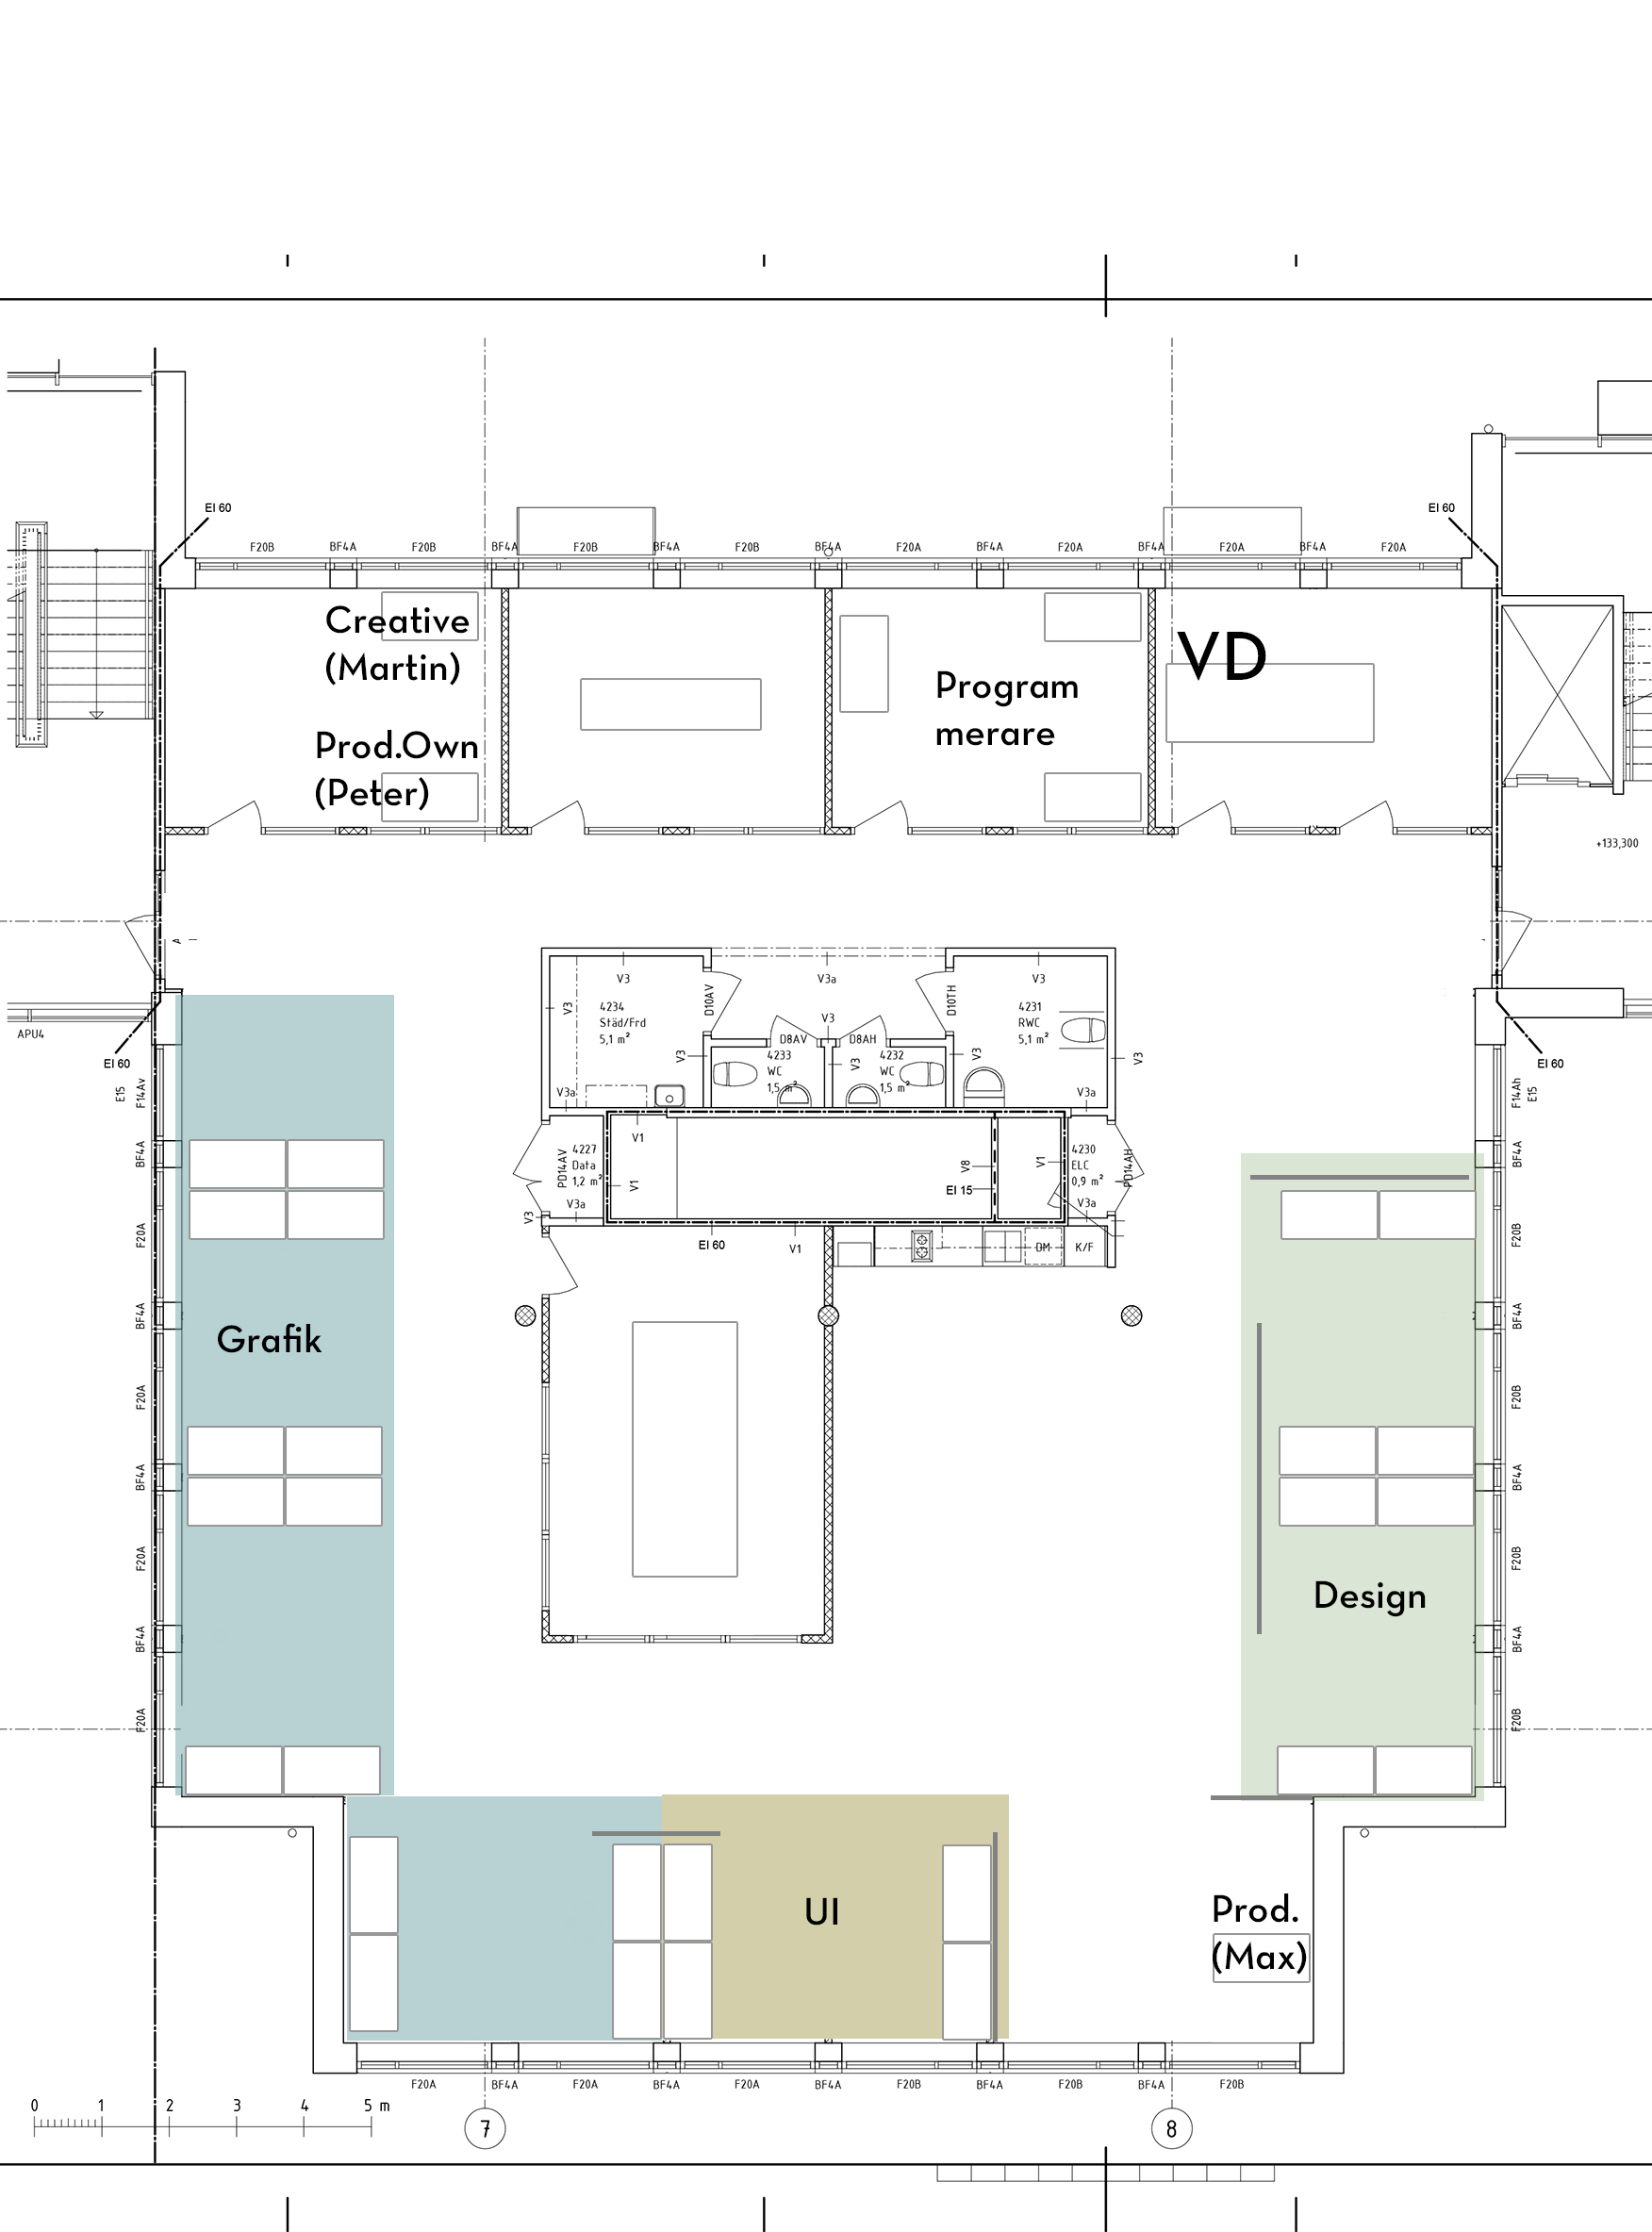 EI 60
EI 60
F20B
BF4A
F20B
BF4A
F20B
BF4A
F20B
BF4A
F20A
BF4A
F20A
BF4A
F20A
BF4A
F20A
Creative
(Martin)
Prod.Own
(Peter)
Program
merare
VD
+133,300
A
V3
V3a
V3
V3
4234
Städ/Frd
5,1 m²
D10AV
V3
D10TH
4231
RWC
5,1 m²
D8AV
D8AH
V3
4233
WC
1,5 m²
V3
4232
WC
1,5 m²
V3
V3
V3a
V3a
APU4
EI 60
EI 60
E15
F14Av
F14Ah
E15
V1
PD14AV
4227
Data
1,2 m²
V1
V3a
V3
V8
EI 15
V1
4230
ELC
0,9 m²
PD14AH
V3a
EI 60
V1
DM
K/F
BF4A
F20A
BF4A
F20A
BF4A
F20A
BF4A
F20A
Grafik
BF4A
F20B
BF4A
F20B
BF4A
F20B
BF4A
F20B
Design
UI
Prod.
(Max)
F20A
BF4A
F20A
BF4A
F20A
BF4A
F20B
BF4A
F20B
BF4A
F20B
0 1 2 3 4 5 m
7
8